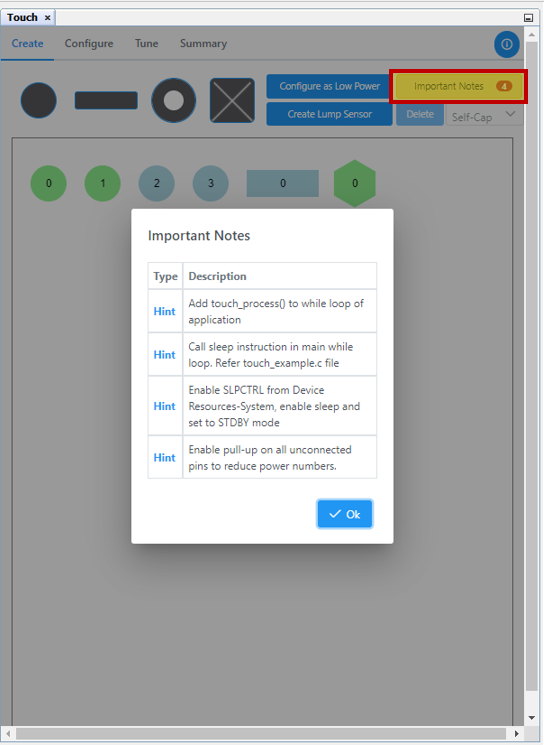 Touch ×
Create Configure Tune Summary
Configure as Low Power Important Notes 4
Create Lump Sensor Delete Self-Cap
0 1 2 3 0 0
Important Notes
Type Description
Hint Add touch_process() to while loop of
application
Hint Call sleep instruction in main while
loop. Refer touch_example.c file
Hint Enable SLPCTRL from Device
Resources-System, enable sleep and
set to STDBY mode
Hint Enable pull-up on all unconnected
pins to reduce power numbers.
Ok